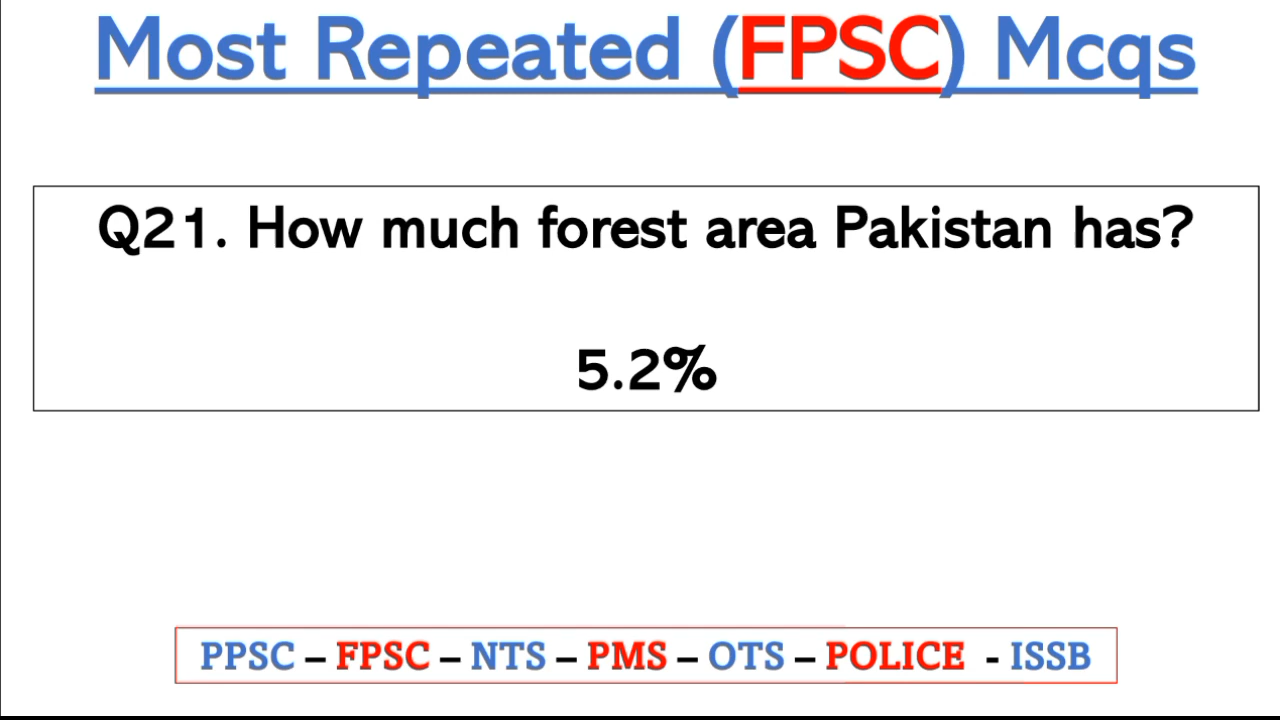 Most Repeated (FPSC) Mcqs
Q21. How much forest area Pakistan has?
5.2%
PPSC – FPSC – NTS – PMS – OTS – POLICE - ISSB